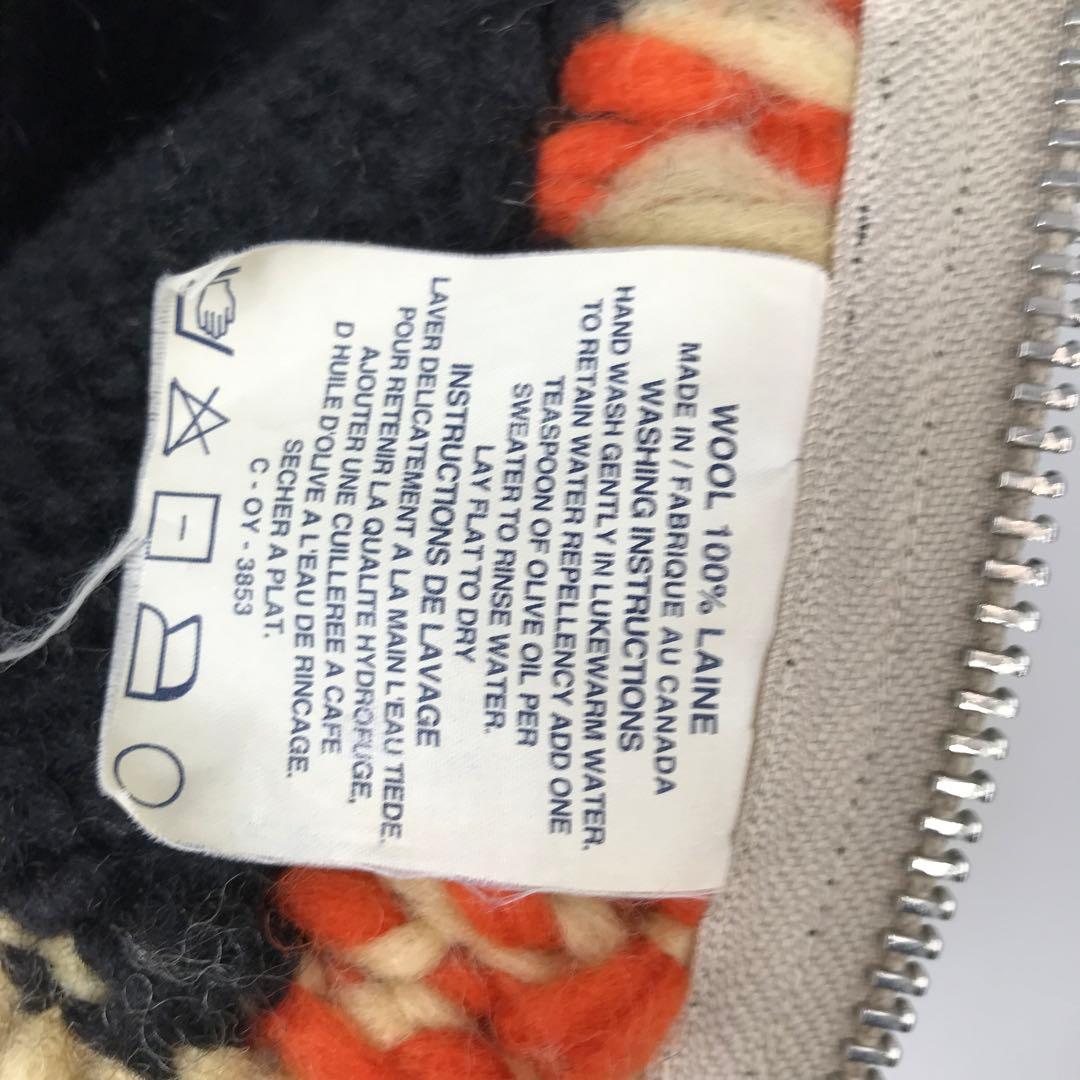 WOOL 100% LAINE
MADE IN / FABRIQUE AU CANADA
WASHING INSTRUCTIONS
HAND WASH GENTLY IN LUKEWARM WATER.
TO RETAIN WATER REPELLENCY ADD ONE
TEASPOON OF OLIVE OIL PER
SWEATER TO RINSE WATER.
LAY FLAT TO DRY
INSTRUCTIONS DE LAVAGE
LAVER DELICATEMENT A LA MAIN L'EAU TIEDE.
POUR RETENIR LA QUALITE HYDROFUGE,
AJOUTER UNE CUILLEREE A CAFE
D HUILE D'OLIVE A L'EAU DE RINCAGE.
SECHER A PLAT.
C - OY - 3853